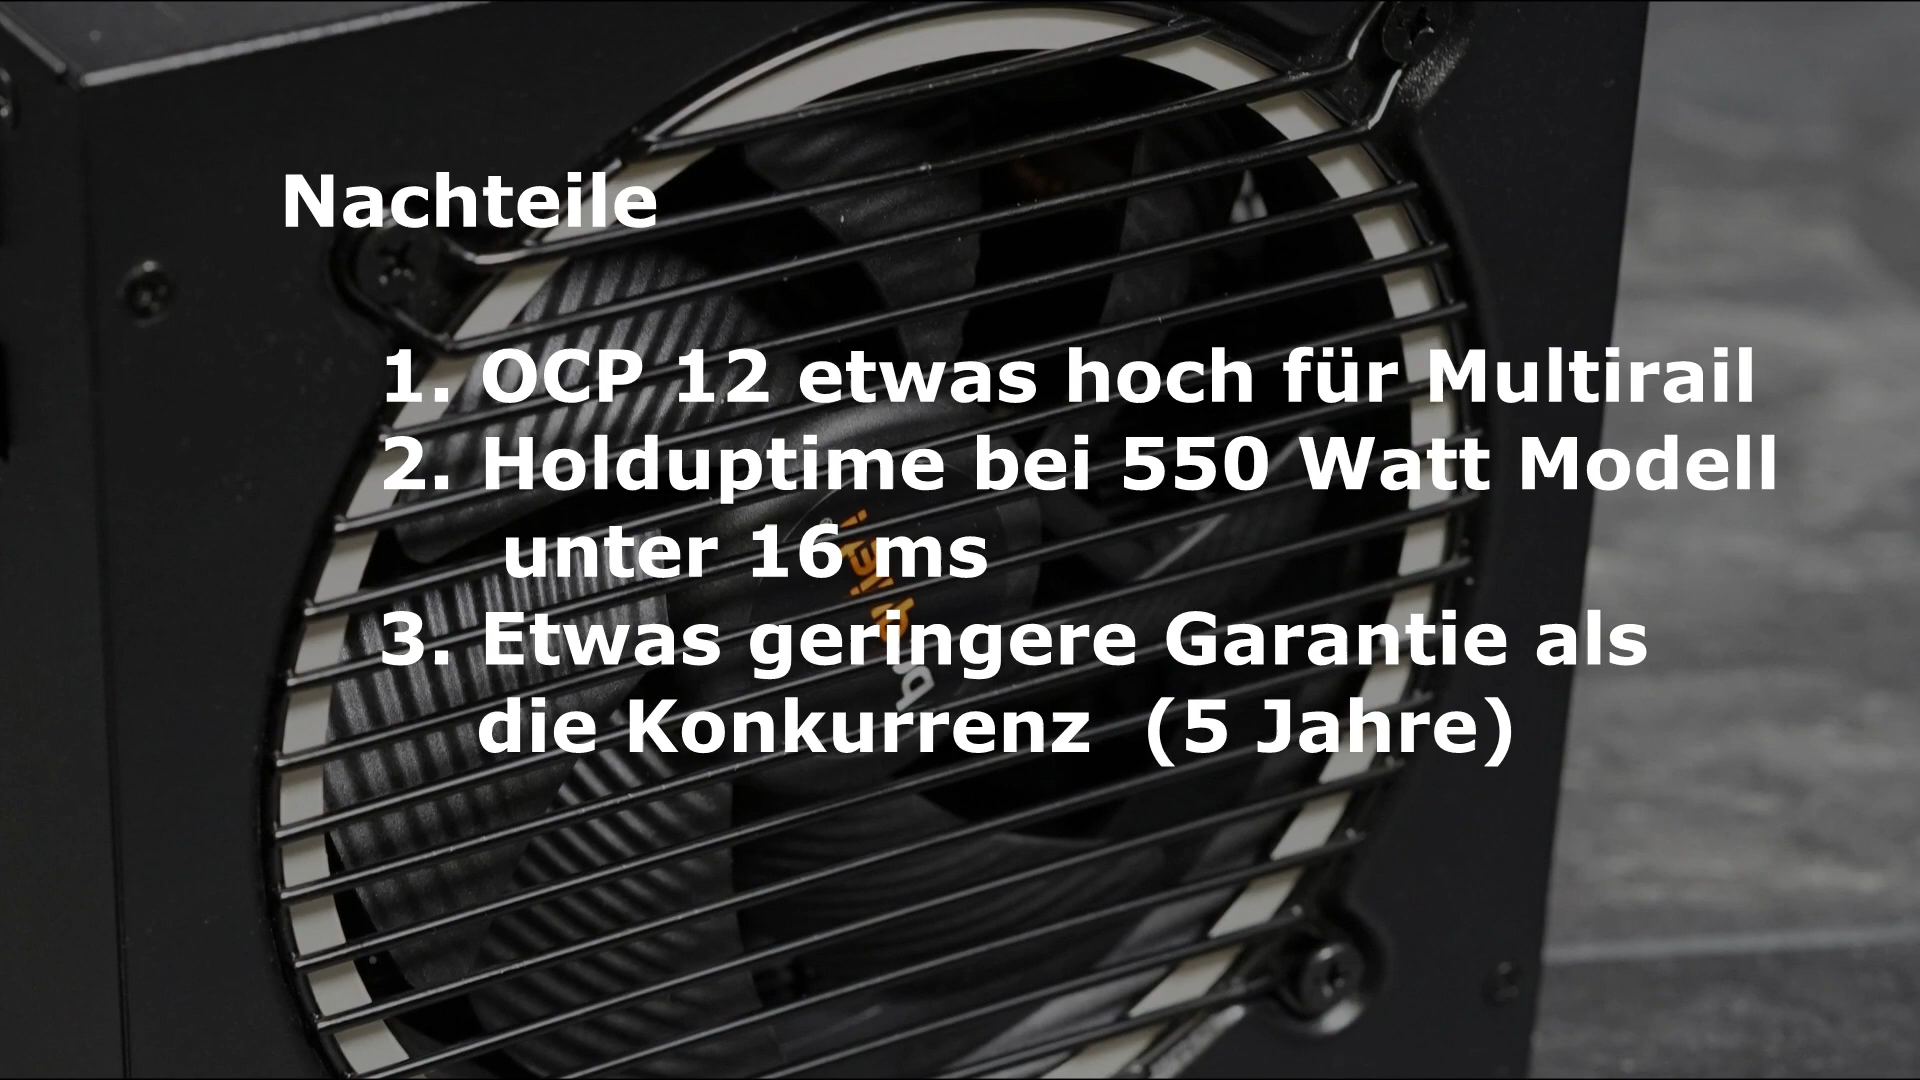 Nachteile
1. OCP 12 etwas hoch für Multirail
2. Holduptime bei 550 Watt Modell
unter 16 ms
3. Etwas geringere Garantie als
die Konkurrenz (5 Jahre)